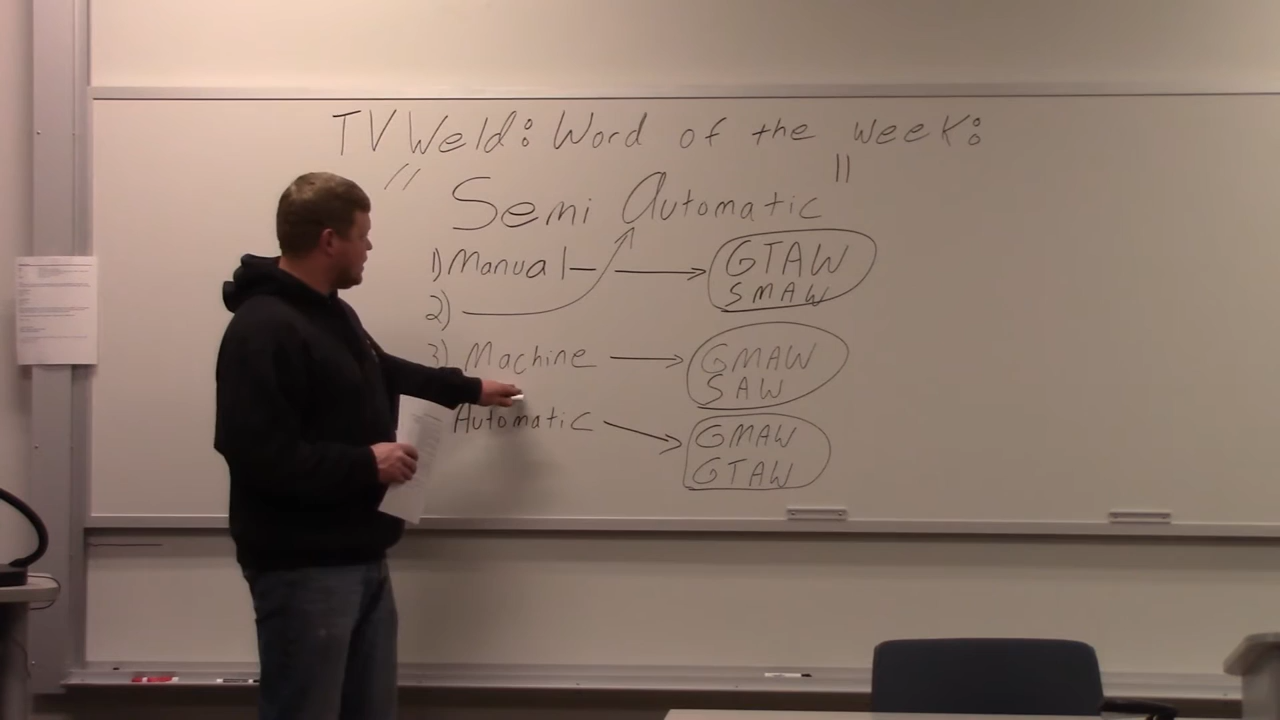 TV Weld: Word of the week:
"Semi Automatic"
1) Manual → GTAW
SMAW
2)
3) Machine → GMAW
SAW
Automatic → GMAW
GTAW